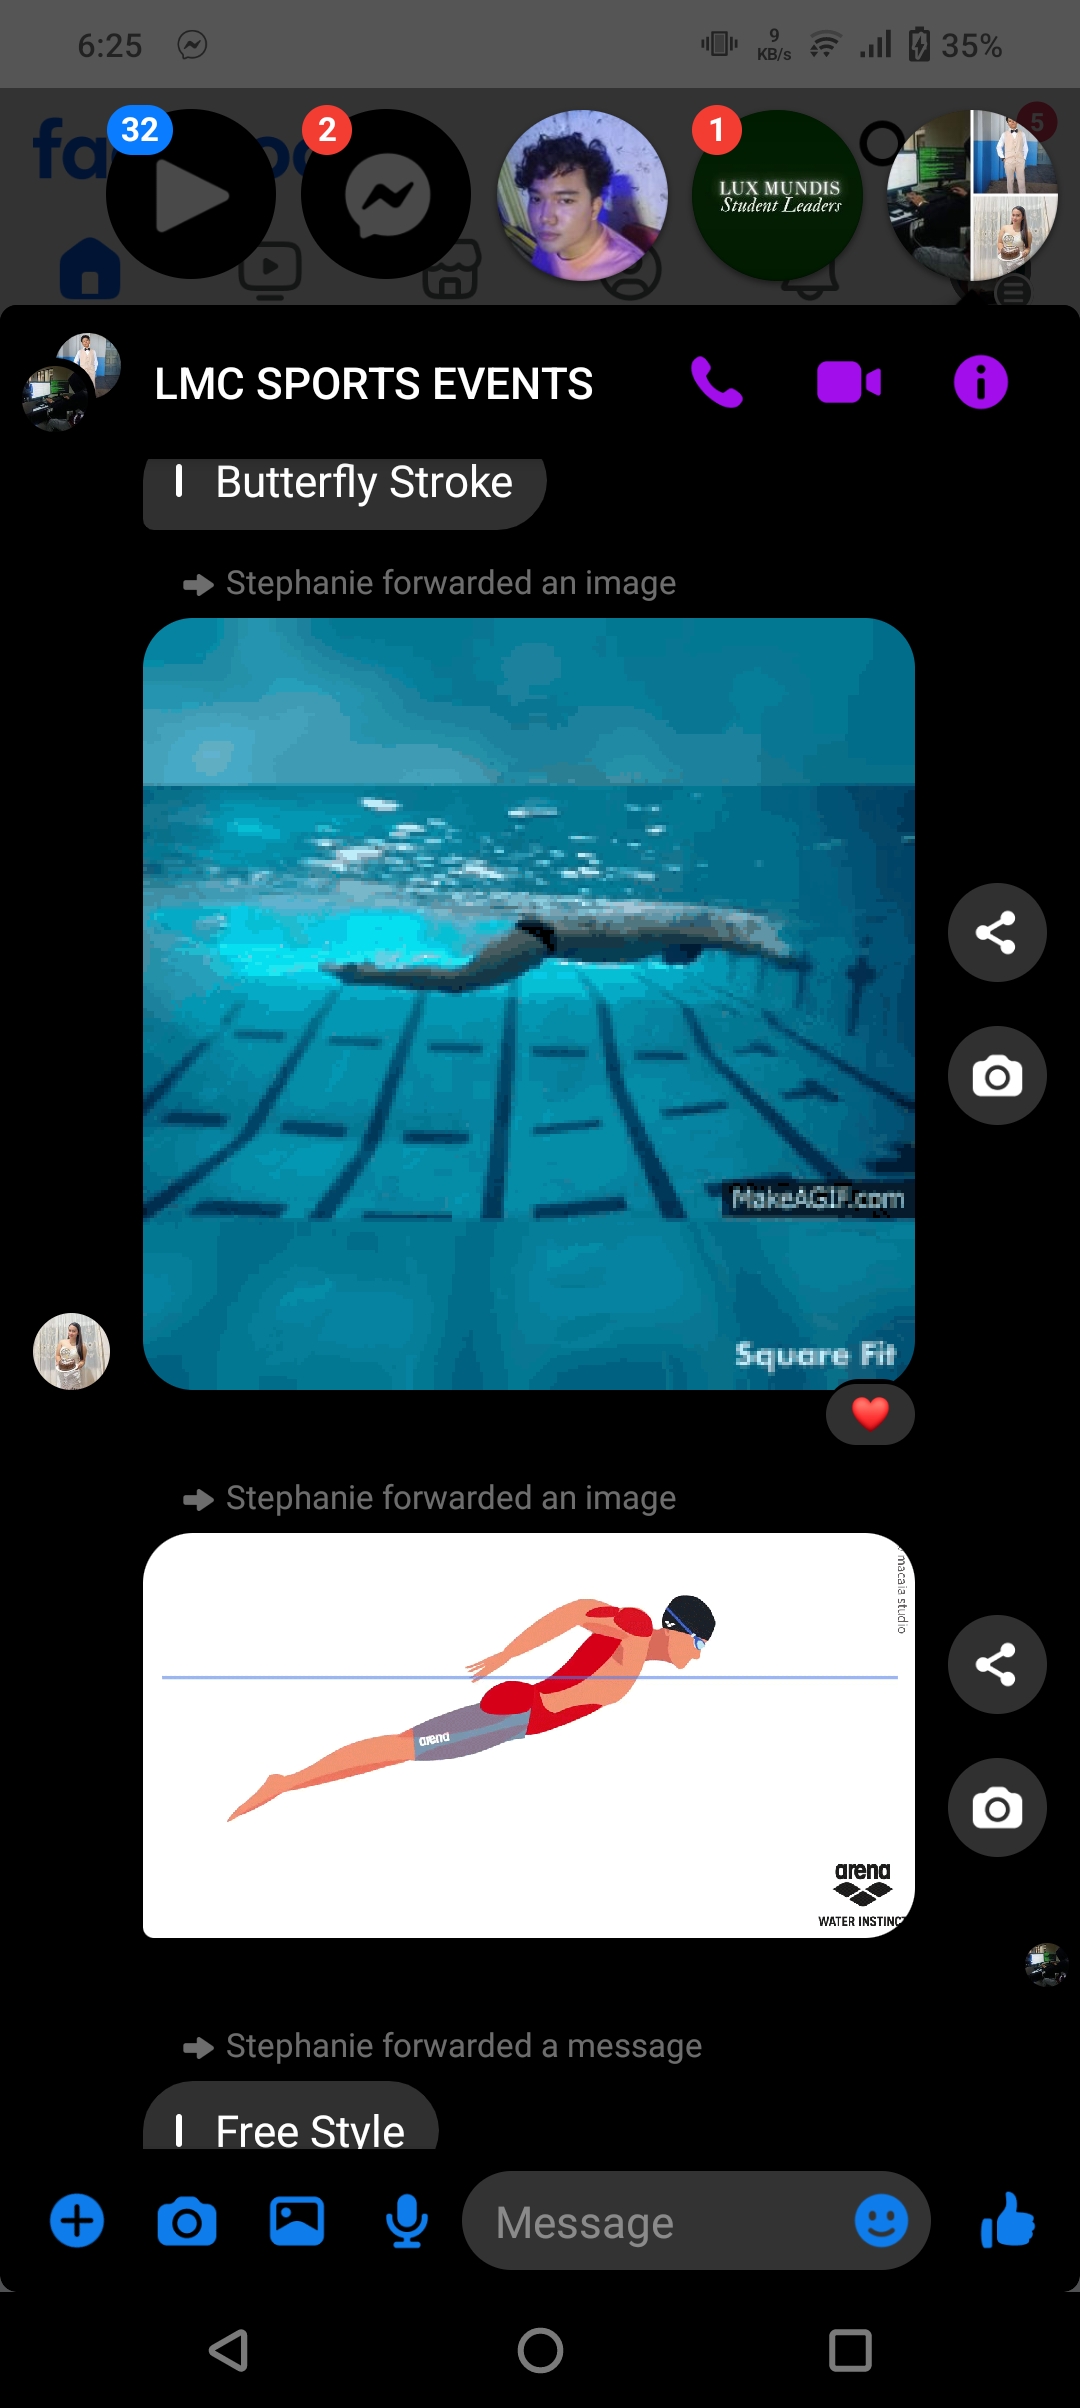 6:25
9
KB/s
35%
32
2
1
5
LUX MUNDIS
Student Leaders
LMC SPORTS EVENTS
Butterfly Stroke
Stephanie forwarded an image
MakeAGIF.com
Square Fit
Stephanie forwarded an image
macaia studio
arena
arena
WATER INSTINCT
Stephanie forwarded a message
Free Style
Message